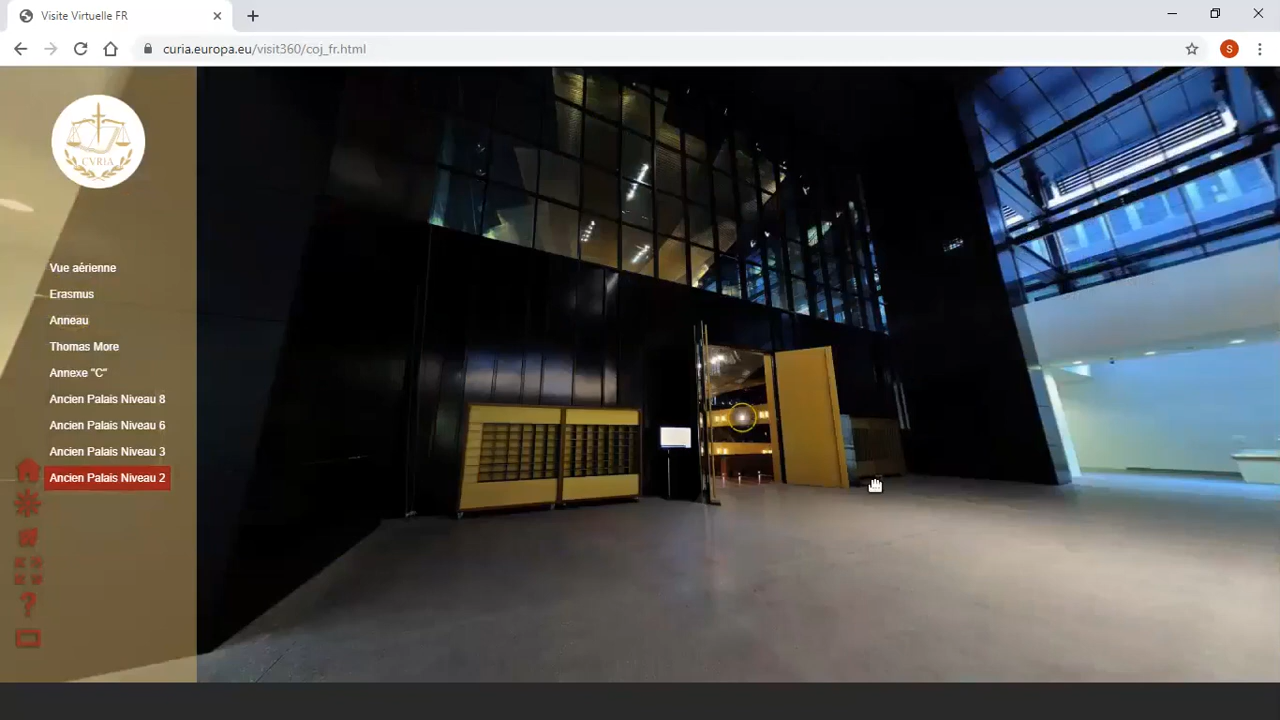 Visite Virtuelle FR
curia.europa.eu/visit360/coj_fr.html
S
CVRIA
Vue aérienne
Erasmus
Anneau
Thomas More
Annexe "C"
Ancien Palais Niveau 8
Ancien Palais Niveau 6
Ancien Palais Niveau 3
Ancien Palais Niveau 2
?